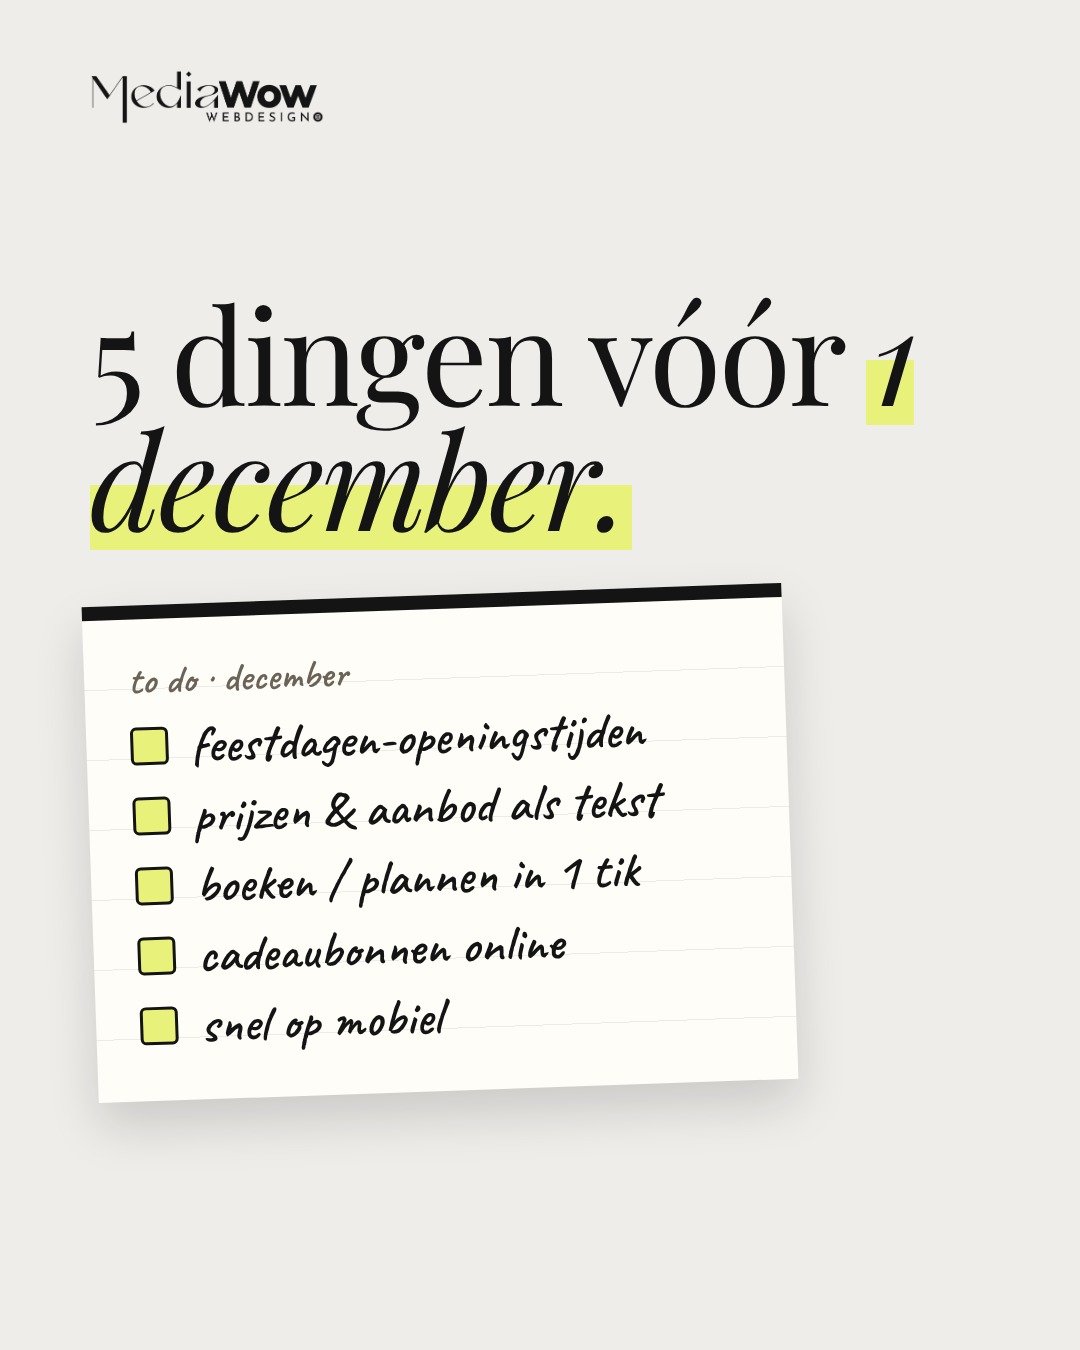 MediaWow
WEBDESIGN
5 dingen vóór 1
december.
to do · december
feestdagen-openingstijden
prijzen & aanbod als tekst
boeken / plannen in 1 tik
cadeaubonnen online
snel op mobiel